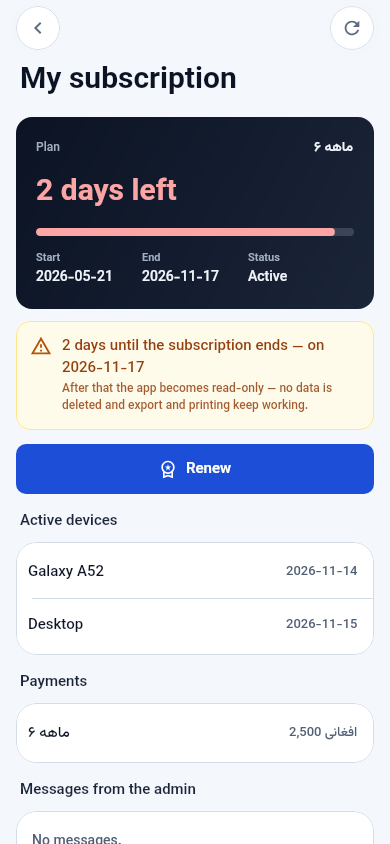 My subscription
Plan
۶ ماهه
2 days left
Start
End
Status
2026-05-21
2026-11-17
Active
2 days until the subscription ends — on
2026-11-17
After that the app becomes read-only — no data is
deleted and export and printing keep working.
Renew
Active devices
Galaxy A52
2026-11-14
Desktop
2026-11-15
Payments
۶ ماهه
2,500 افغانی
Messages from the admin
No messages.